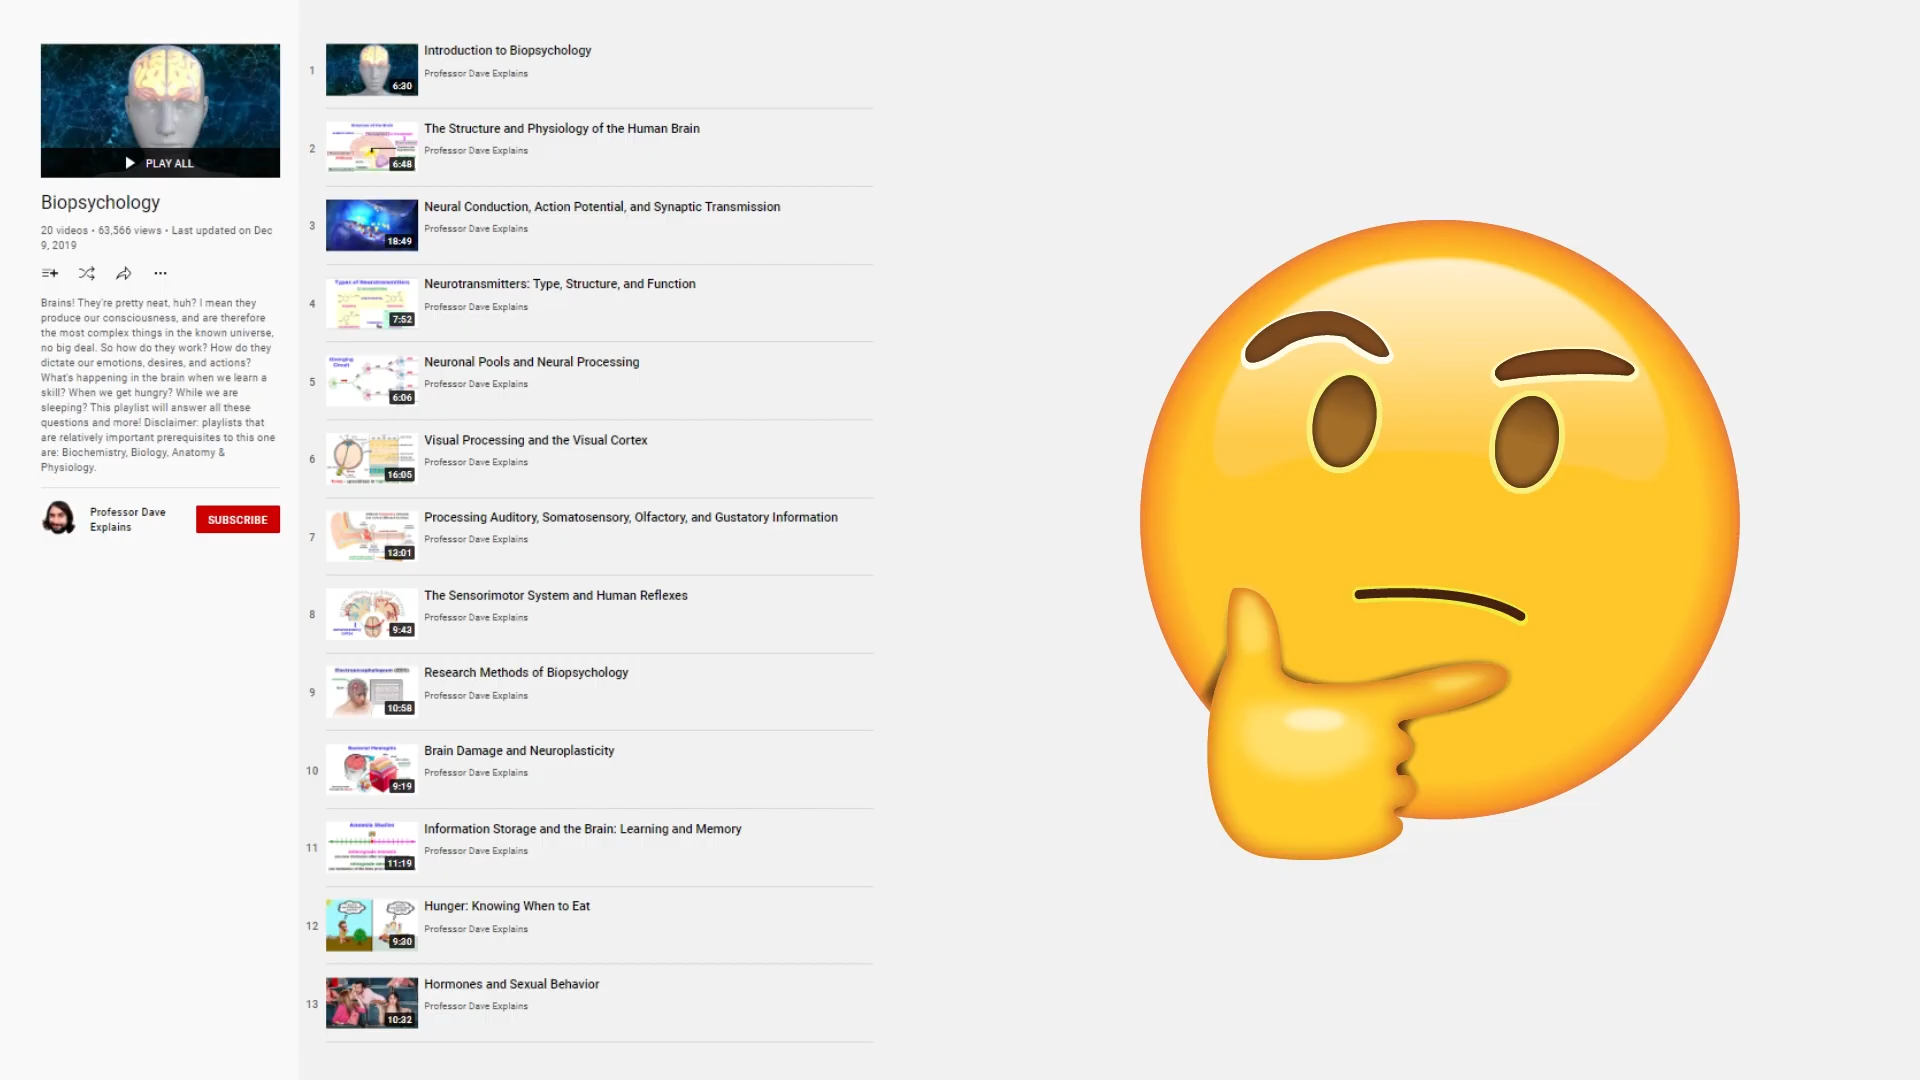 PLAY ALL
Biopsychology
20 videos • 63,566 views • Last updated on Dec
9, 2019
Brains! They're pretty neat, huh? I mean they
produce our consciousness, and are therefore
the most complex things in the known universe,
no big deal. So how do they work? How do they
dictate our emotions, desires, and actions?
What's happening in the brain when we learn a
skill? When we get hungry? While we are
sleeping? This playlist will answer all these
questions and more! Disclaimer: playlists that
are relatively important prerequisites to this one
are: Biochemistry, Biology, Anatomy &
Physiology.
Professor Dave
Explains
SUBSCRIBE
1
6:30
Introduction to Biopsychology
Professor Dave Explains
2
6:48
The Structure and Physiology of the Human Brain
Professor Dave Explains
3
18:49
Neural Conduction, Action Potential, and Synaptic Transmission
Professor Dave Explains
4
Types of Neurotransmitters
7:52
Neurotransmitters: Type, Structure, and Function
Professor Dave Explains
5
6:06
Neuronal Pools and Neural Processing
Professor Dave Explains
6
16:05
Visual Processing and the Visual Cortex
Professor Dave Explains
7
13:01
Processing Auditory, Somatosensory, Olfactory, and Gustatory Information
Professor Dave Explains
8
9:43
The Sensorimotor System and Human Reflexes
Professor Dave Explains
9
10:58
Research Methods of Biopsychology
Professor Dave Explains
10
Bacterial Meningitis
9:19
Brain Damage and Neuroplasticity
Professor Dave Explains
11
Amnesia Studies
11:19
Information Storage and the Brain: Learning and Memory
Professor Dave Explains
12
9:30
Hunger: Knowing When to Eat
Professor Dave Explains
13
10:32
Hormones and Sexual Behavior
Professor Dave Explains